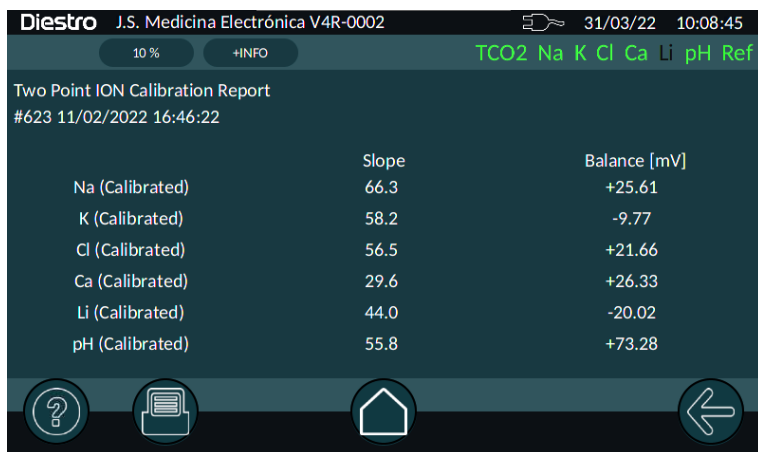 Diestro J.S. Medicina Electrónica V4R-0002 31/03/22 10:08:45
10 % +INFO TCO2 Na K Cl Ca Li pH Ref
Two Point ION Calibration Report
#623 11/02/2022 16:46:22
Slope Balance [mV]
Na (Calibrated) 66.3 +25.61
K (Calibrated) 58.2 -9.77
Cl (Calibrated) 56.5 +21.66
Ca (Calibrated) 29.6 +26.33
Li (Calibrated) 44.0 -20.02
pH (Calibrated) 55.8 +73.28
?